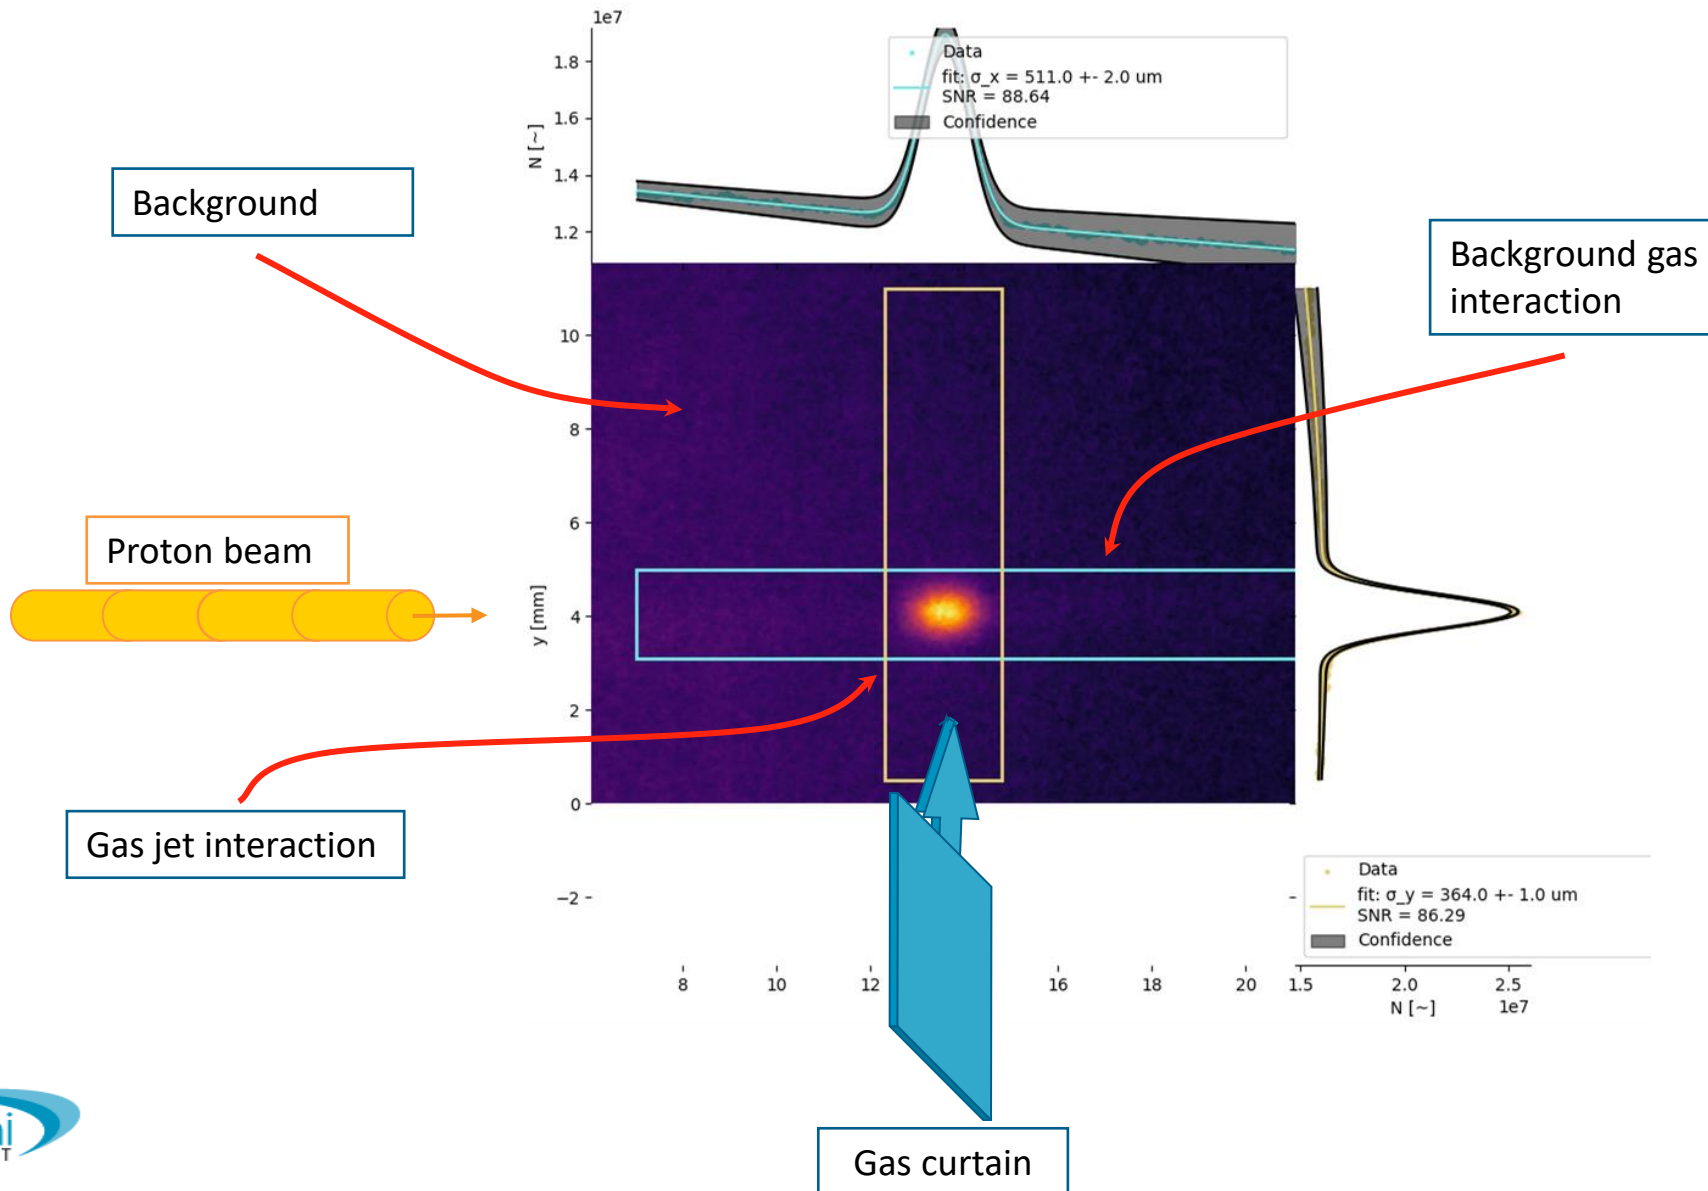 1e7
1.8
1.6
1.4
1.2
N [~]
Data
fit: σ_x = 511.0 +- 2.0 um
SNR = 88.64
Confidence
Background
Background gas
interaction
Proton beam
Gas jet interaction
10
8
6
4
2
0
−2
y [mm]
Data
fit: σ_y = 364.0 +- 1.0 um
SNR = 86.29
Confidence
8 10 12 16 18 20
1.5 2.0 2.5
N [~] 1e7
Gas curtain